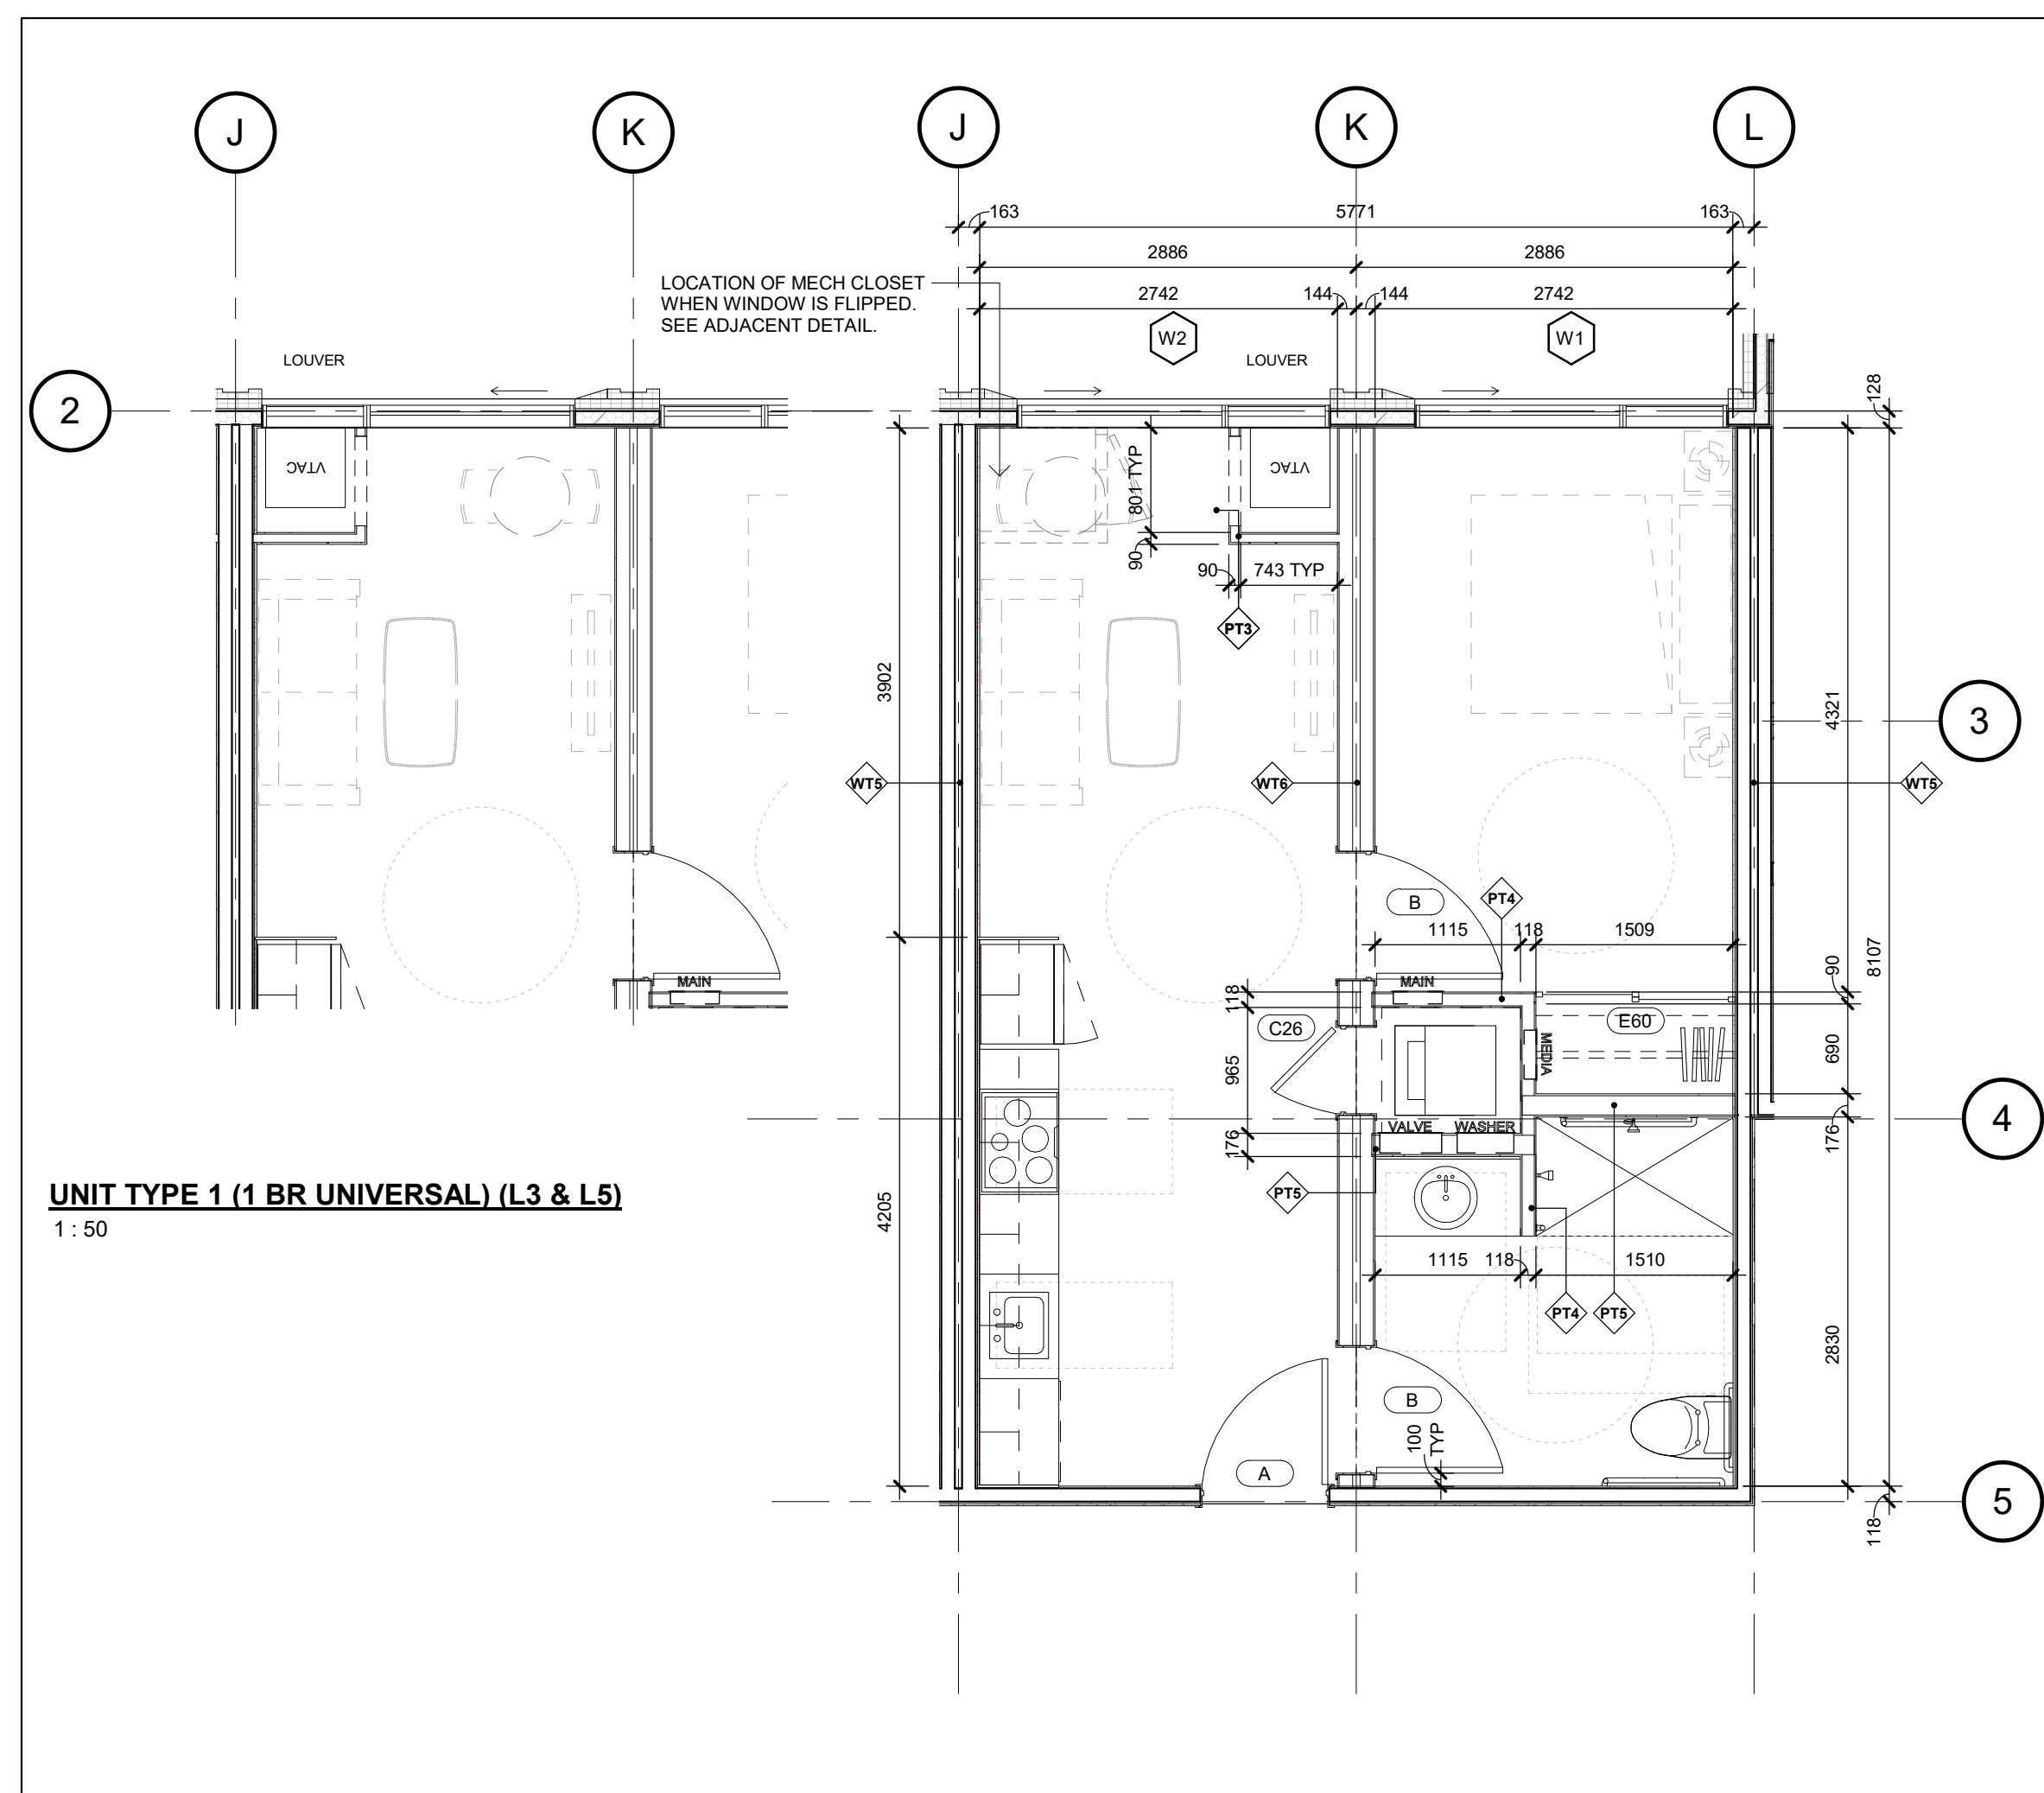 J
K
J
K
L
163
5771
163
2886
2886
LOCATION OF MECH CLOSET
WHEN WINDOW IS FLIPPED.
SEE ADJACENT DETAIL.
2742
144
144
2742
W2
W1
LOUVER
LOUVER
128
2
VTAC
VTAC
801 TYP
90
90
743 TYP
PT3
3902
4321
3
WT5
WT6
WT5
B
PT4
1115
118
1509
8107
90
MAIN
MAIN
118
C26
E60
MEDIA
965
690
4
VALVE
WASHER
176
176
UNIT TYPE 1 (1 BR UNIVERSAL) (L3 & L5)
1 : 50
PT5
4205
1115
118
1510
PT4
PT5
2830
B
100
TYP
A
5
118